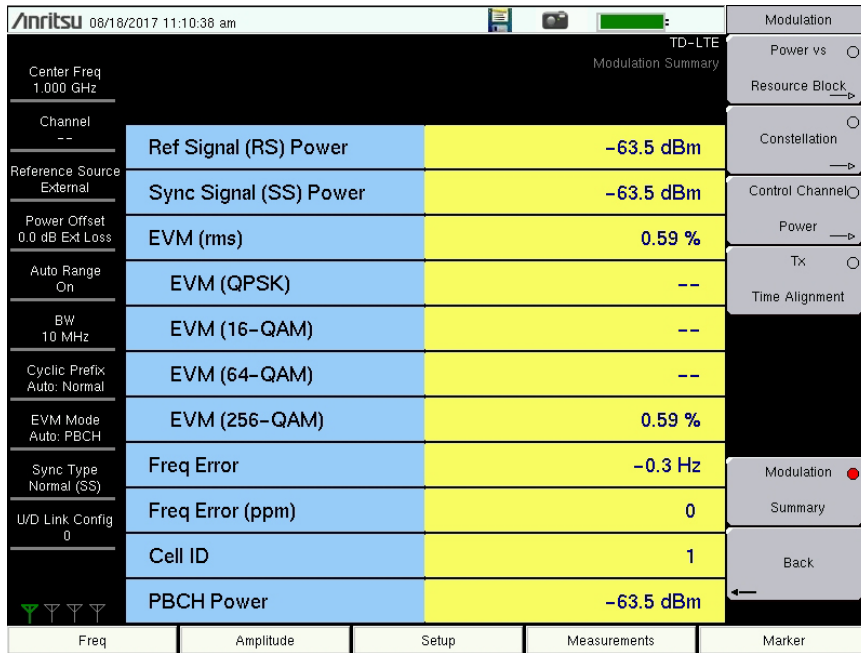 Anritsu 08/18/2017 11:10:38 am
TD-LTE
Modulation Summary
Center Freq
1.000 GHz
Channel
--
Reference Source
External
Power Offset
0.0 dB Ext Loss
Auto Range
On
BW
10 MHz
Cyclic Prefix
Auto: Normal
EVM Mode
Auto: PBCH
Sync Type
Normal (SS)
U/D Link Config
0
Ref Signal (RS) Power -63.5 dBm
Sync Signal (SS) Power -63.5 dBm
EVM (rms) 0.59 %
EVM (QPSK) --
EVM (16-QAM) --
EVM (64-QAM) --
EVM (256-QAM) 0.59 %
Freq Error -0.3 Hz
Freq Error (ppm) 0
Cell ID 1
PBCH Power -63.5 dBm
Modulation
Power vs
Resource Block
Constellation
Control Channel
Power
Tx
Time Alignment
Modulation
Summary
Back
Freq Amplitude Setup Measurements Marker